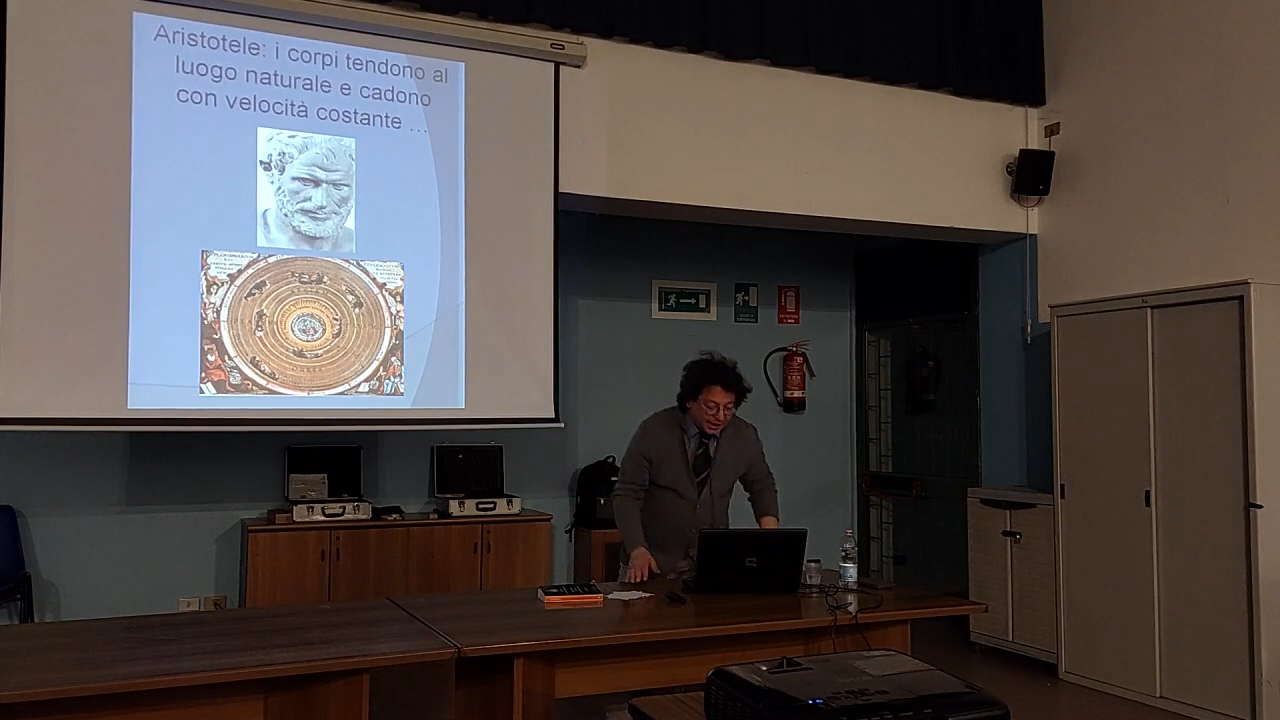 Aristotele: i corpi tendono al
luogo naturale e cadono
con velocità costante ...